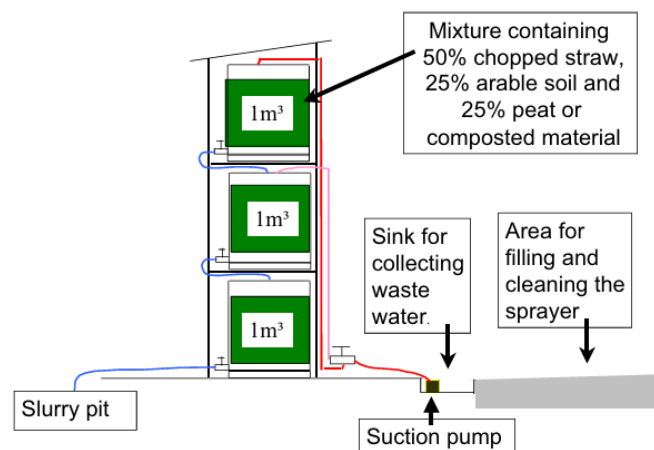 Mixture containing
50% chopped straw,
25% arable soil and
25% peat or
composted material
1m³
1m³
1m³
Sink for
collecting
waste
water.
Area for
filling and
cleaning the
sprayer
Slurry pit
Suction pump